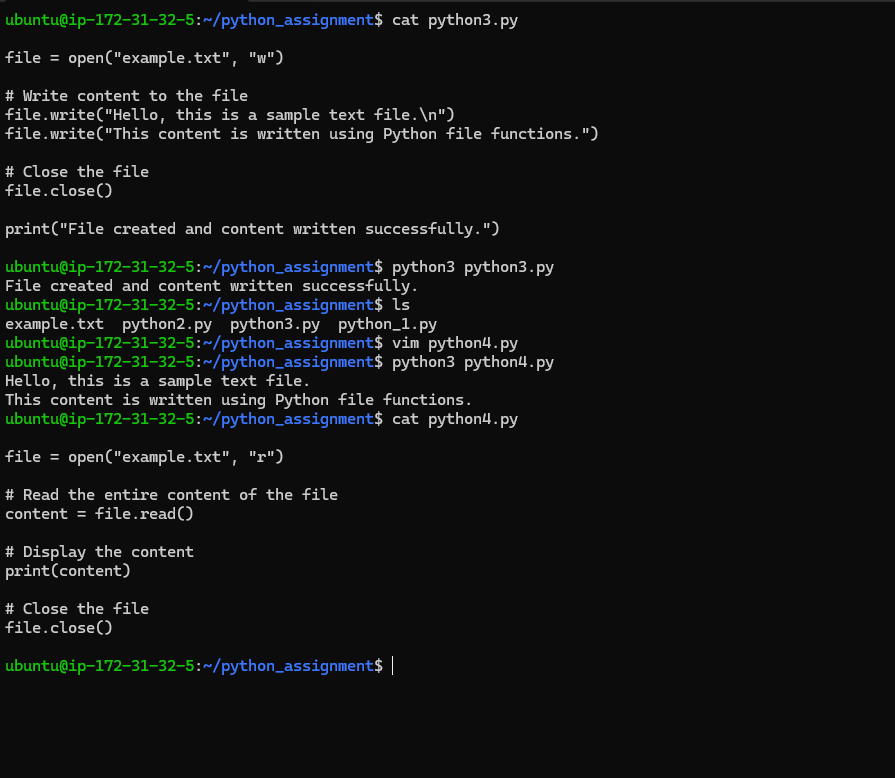 ubuntu@ip-172-31-32-5:~/python_assignment$ cat python3.py
file = open("example.txt", "w")
# Write content to the file
file.write("Hello, this is a sample text file.\n")
file.write("This content is written using Python file functions.")
# Close the file
file.close()
print("File created and content written successfully.")
ubuntu@ip-172-31-32-5:~/python_assignment$ python3 python3.py
File created and content written successfully.
ubuntu@ip-172-31-32-5:~/python_assignment$ ls
example.txt  python2.py  python3.py  python_1.py
ubuntu@ip-172-31-32-5:~/python_assignment$ vim python4.py
ubuntu@ip-172-31-32-5:~/python_assignment$ python3 python4.py
Hello, this is a sample text file.
This content is written using Python file functions.
ubuntu@ip-172-31-32-5:~/python_assignment$ cat python4.py
file = open("example.txt", "r")
# Read the entire content of the file
content = file.read()
# Display the content
print(content)
# Close the file
file.close()
ubuntu@ip-172-31-32-5:~/python_assignment$